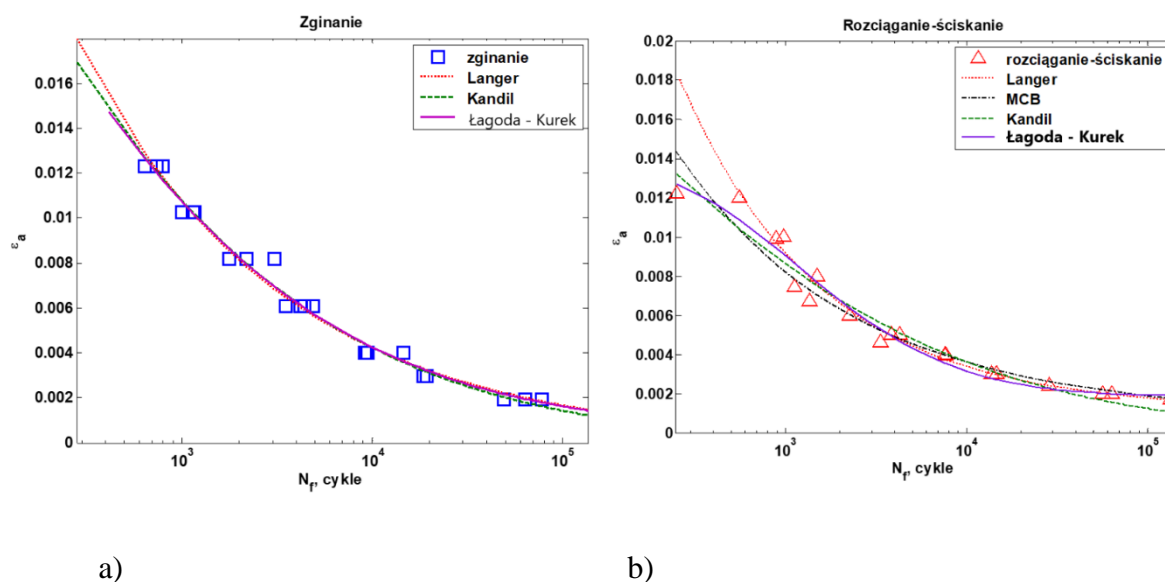 Zginanie
0.016
0.014
0.012
0.01
0.008
0.006
0.004
0.002
0
ε_a
10^3
10^4
10^5
N_f, cykle
zginanie
Langer
Kandil
Łagoda - Kurek
a)
Rozciąganie-ściskanie
0.02
0.018
0.016
0.014
0.012
0.01
0.008
0.006
0.004
0.002
0
ε_a
10^3
10^4
10^5
N_f, cykle
rozciąganie-ściskanie
Langer
MCB
Kandil
Łagoda - Kurek
b)